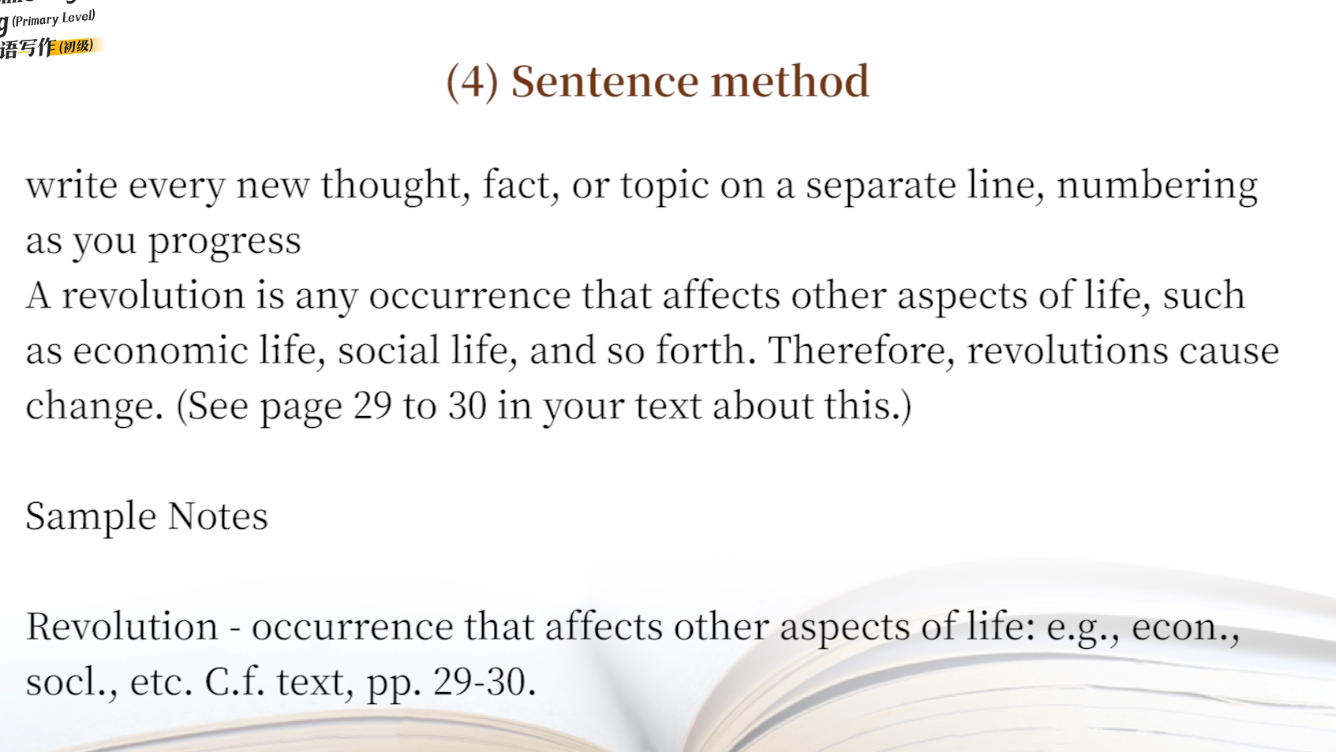 (Primary Level)
语写作(初级)
(4) Sentence method
write every new thought, fact, or topic on a separate line, numbering
as you progress
A revolution is any occurrence that affects other aspects of life, such
as economic life, social life, and so forth. Therefore, revolutions cause
change. (See page 29 to 30 in your text about this.)
Sample Notes
Revolution - occurrence that affects other aspects of life: e.g., econ.,
socl., etc. C.f. text, pp. 29-30.